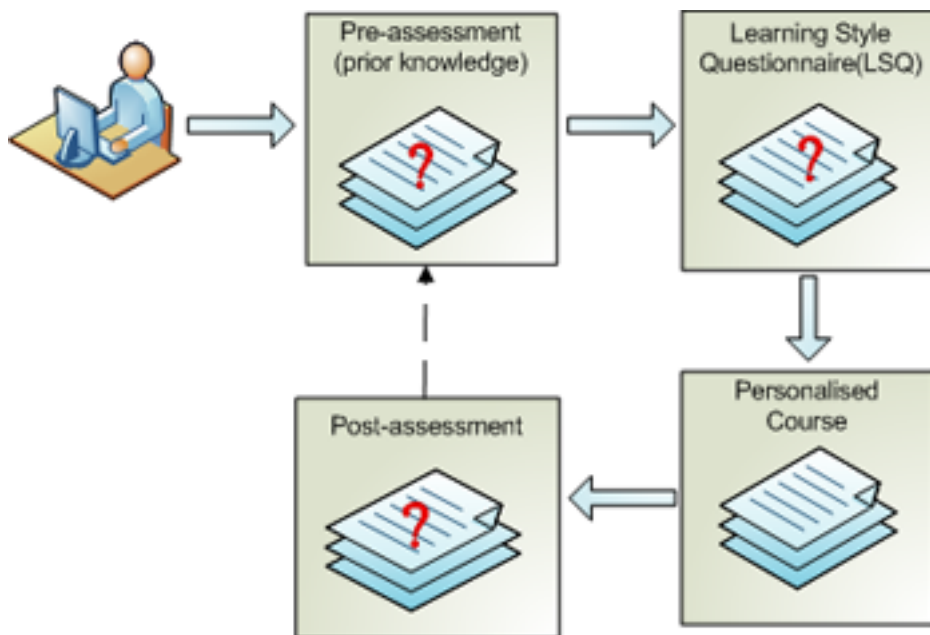 Pre-assessment
(prior knowledge)
?
Learning Style
Questionnaire(LSQ)
?
Personalised
Course
Post-assessment
?